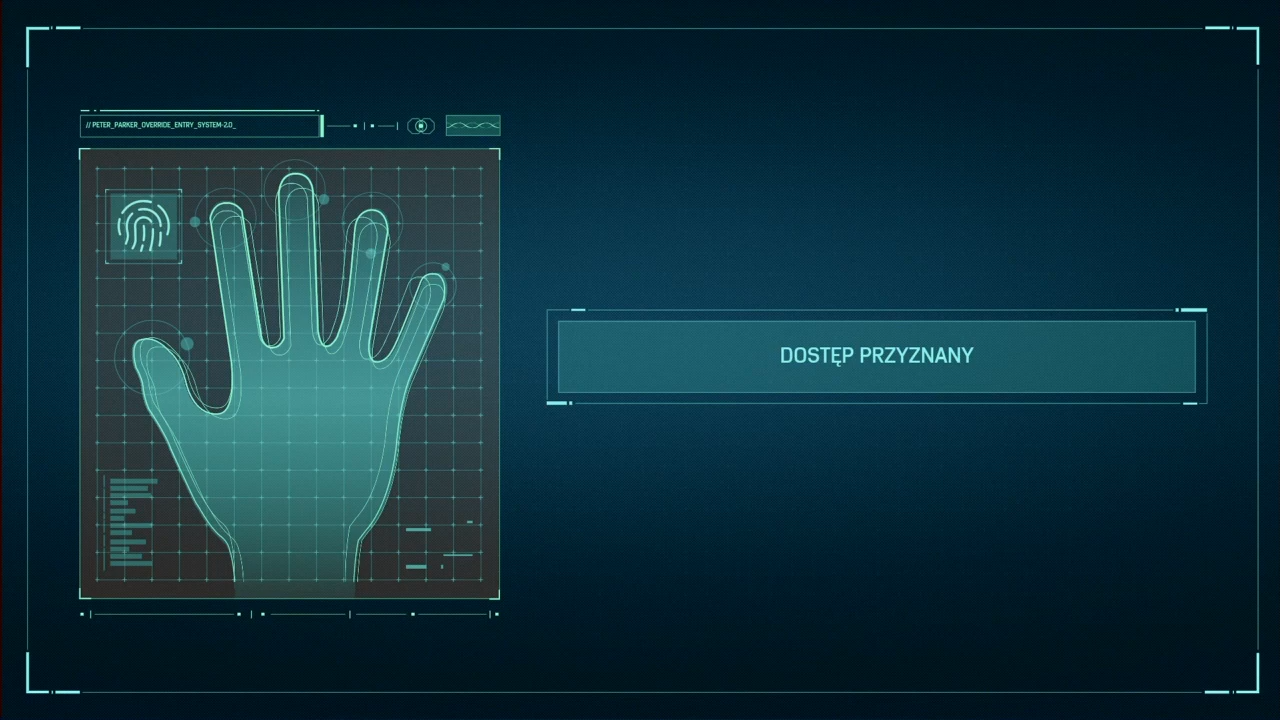 // PETER_PARKER_OVERRIDE_ENTRY_SYSTEM-2.0_
DOSTĘP PRZYZNANY